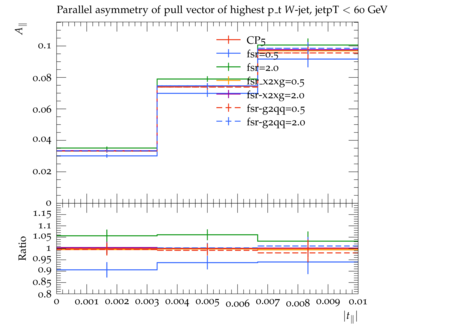 Parallel asymmetry of pull vector of highest p_t W-jet, jetpT < 60 GeV
A∥
0.1
0.08
0.06
0.04
0.02
0
CP5
fsr=0.5
fsr=2.0
fsr_x2xg=0.5
fsr-x2xg=2.0
fsr-g2qq=0.5
fsr-g2qq=2.0
Ratio
1.15
1.1
1.05
1
0.95
0.9
0.85
0.8
0 0.001 0.002 0.003 0.004 0.005 0.006 0.007 0.008 0.009 0.01
|t∥|